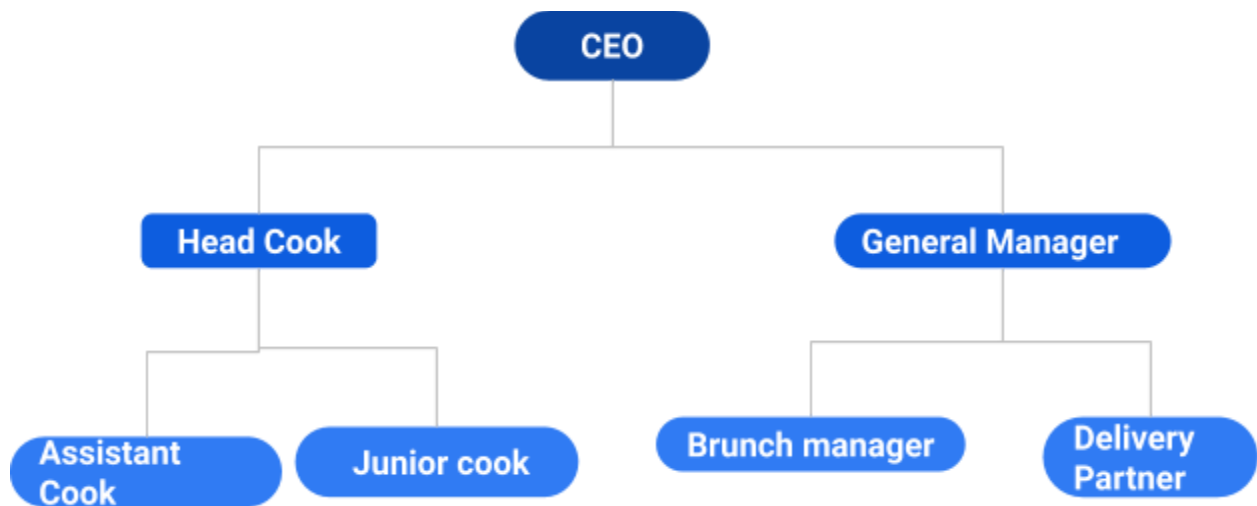 CEO
Head Cook
General Manager
Assistant
Cook
Junior cook
Brunch manager
Delivery
Partner